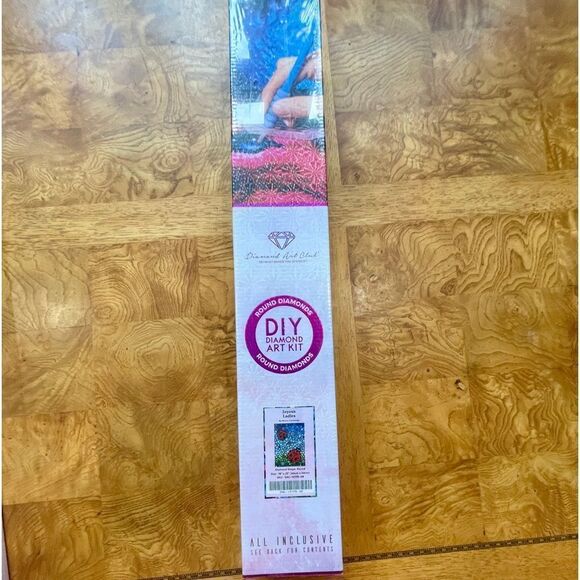 Diamond Art Club
ROUND DIAMONDS
DIY
DIAMOND
ART KIT
ROUND DIAMONDS
Joyous
Ladies
ALL INCLUSIVE
SEE BACK FOR CONTENTS